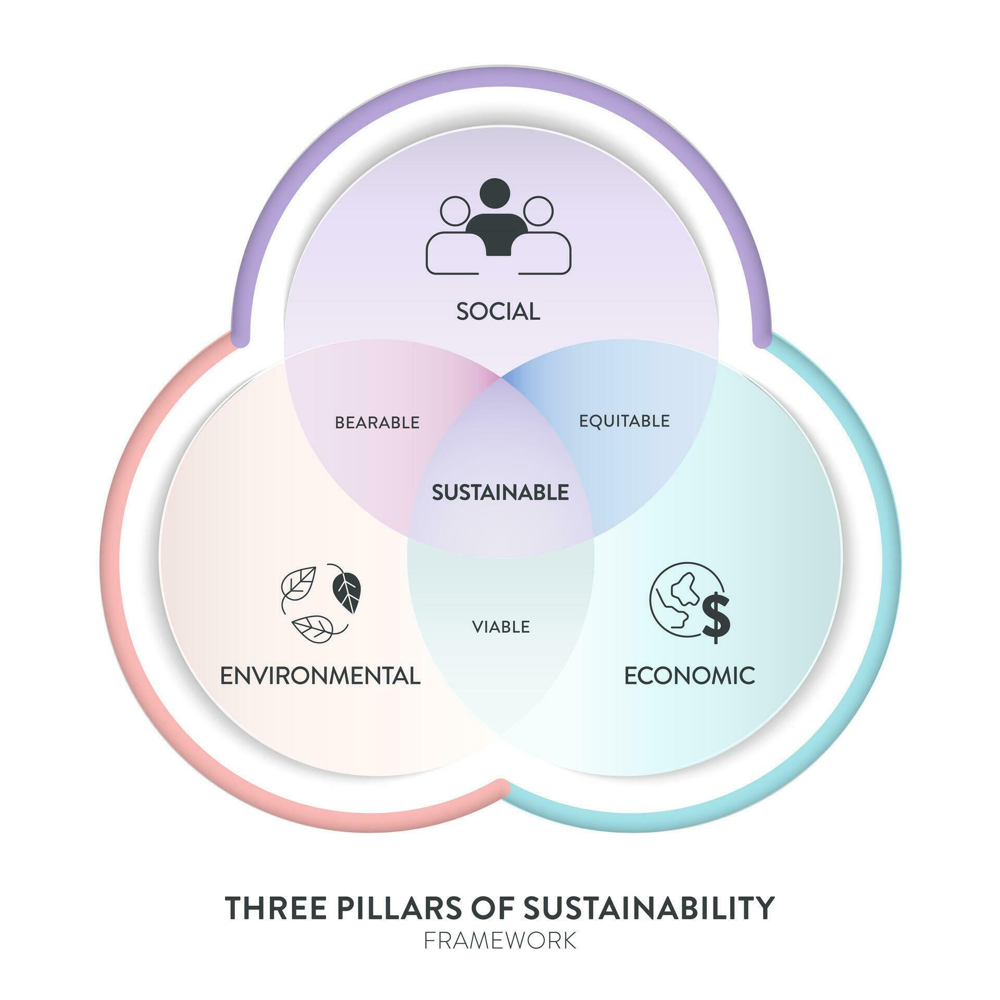 SOCIAL
BEARABLE
EQUITABLE
SUSTAINABLE
VIABLE
ENVIRONMENTAL
ECONOMIC
THREE PILLARS OF SUSTAINABILITY
FRAMEWORK